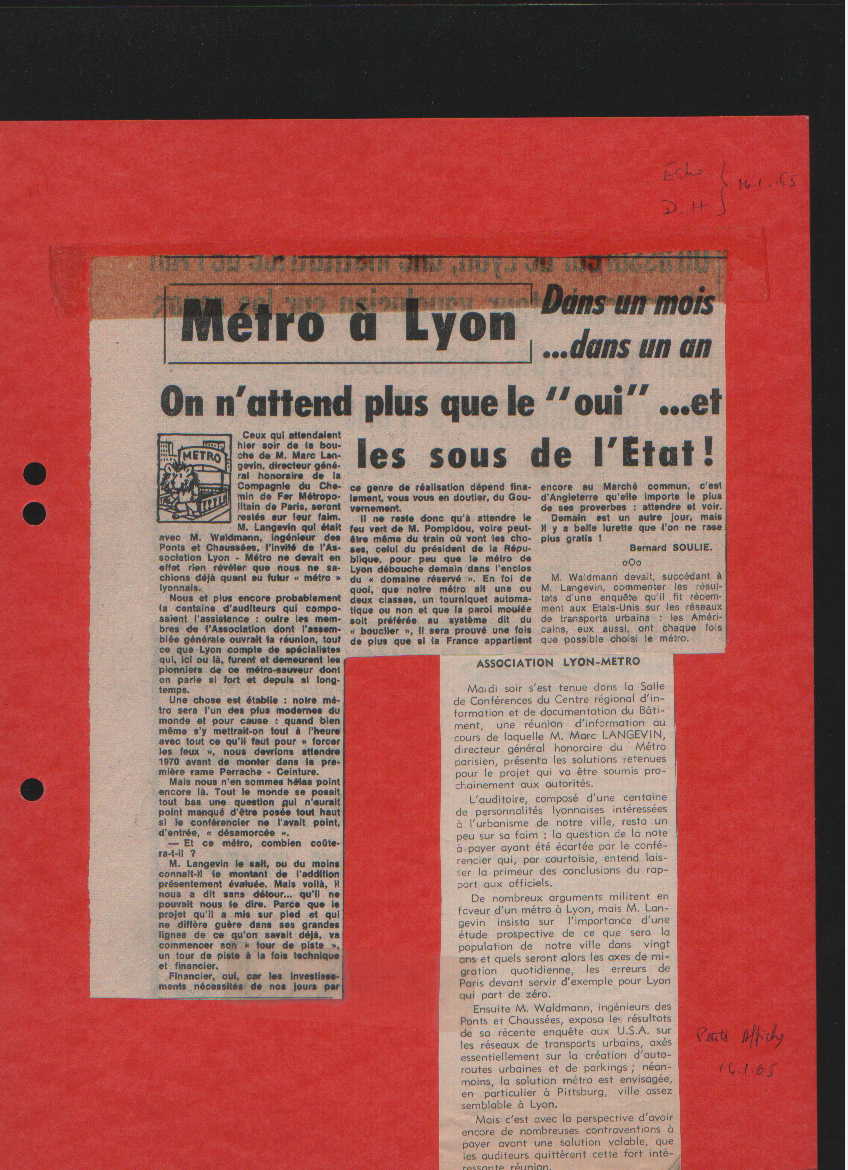 Echo
D. H
14.1.65
Métro à Lyon
Dans un mois
...dans un an
On n'attend plus que le "oui" ...et
les sous de l'Etat !
METRO
Ceux qui attendaient
hier soir de la bou-
che de M. Marc Lan-
gevin, directeur géné-
ral honoraire de la
Compagnie du Che-
min de Fer Métropo-
litain de Paris, seront
restés sur leur faim.
M. Langevin qui était
avec M. Waldmann, ingénieur des
Ponts et Chaussées, l'invité de l'As-
sociation Lyon - Métro ne devait en
effet rien révéler que nous ne sa-
chions déjà quant au futur « métro »
lyonnais.
Nous et plus encore probablement
la centaine d'auditeurs qui compo-
saient l'assistance : outre les mem-
bres de l'Association dont l'assem-
blée générale ouvrait la réunion, tout
ce que Lyon compte de spécialistes
qui, ici ou là, furent et demeurent les
pionniers de ce métro-sauveur dont
on parle si fort et depuis si long-
temps.
Une chose est établie : notre mé-
tro sera l'un des plus modernes du
monde et pour cause : quand bien
même s'y mettrait-on tout à l'heure
avec tout ce qu'il faut pour « forcer
les feux », nous devrions attendre
1970 avant de monter dans la pre-
mière rame Perrache - Ceinture.
Mais nous n'en sommes hélas point
encore là. Tout le monde se posait
tout bas une question qui n'eurait
point manqué d'être posée tout haut
si le conférencier ne l'avait point,
d'entrée, « désamorcée ».
— Et ce métro, combien coûte-
ra-t-il ?
M. Langevin le sait, ou du moins
connaît-il le montant de l'addition
présentement évaluée. Mais voilà, il
nous a dit sans détour... qu'il ne
pouvait nous le dire. Parce que le
projet qu'il a mis sur pied et qui
ne diffère guère dans ses grandes
lignes de ce qu'on savait déjà, va
commencer son « tour de piste »,
un tour de piste à la fois technique
et financier.
Financier, oui, car les investisse-
ments nécessités de nos jours par
ce genre de réalisation dépend fina-
lement, vous vous en doutier, du Gou-
vernement.
Il ne reste donc qu'à attendre le
feu vert de M. Pompidou, voire peut-
être même du train où vont les cho-
ses, celui du président de la Répu-
blique, pour peu que le métro de
Lyon débouche demain dans l'enclos
du « domaine réservé ». En foi de
quoi, que notre métro ait une ou
deux classes, un tourniquet automa-
tique ou non et que la paroi moulée
soit préférée au système dit du
« bouclier », il sera prouvé une fois
de plus que si la France appartient
encore au Marché commun, c'est
d'Angleterre qu'elle importe le plus
de ses proverbes : attendre et voir.
Demain est un autre jour, mais
il y a belle lurette que l'on ne rase
plus gratis !
Bernard SOULIE.
oOo
M. Waldmann devait, succédant à
M. Langevin, commenter les résul-
tats d'une enquête qu'il fit récem-
ment aux Etats-Unis sur les réseaux
de transports urbains : les Améri-
cains, eux aussi, ont chaque fois
que possible choisi le métro.
ASSOCIATION LYON-METRO
Mardi soir s'est tenue dans la Salle
de Conférences du Centre régional d'in-
formation et de documentation du Bâti-
ment, une réunion d'information au
cours de laquelle M. Marc LANGEVIN,
directeur général honoraire du Métro
parisien, présenta les solutions retenues
pour le projet qui va être soumis pro-
chainement aux autorités.
L'auditoire, composé d'une centaine
de personnalités lyonnaises intéressées
à l'urbanisme de notre ville, resta un
peu sur sa faim ; la question de la note
à payer ayant été écartée par le confé-
rencier qui, par courtoisie, entend lais-
ser la primeur des conclusions du rap-
port aux officiels.
De nombreux arguments militent en
faveur d'un métro à Lyon, mais M. Lan-
gevin insista sur l'importance d'une
étude prospective de ce que sera la
population de notre ville dans vingt
ans et quels seront alors les axes de mi-
gration quotidienne, les erreurs de
Paris devant servir d'exemple pour Lyon
qui part de zéro.
Ensuite M. Waldmann, ingénieurs des
Ponts et Chaussées, exposa les résultats
de sa récente enquête aux U.S.A. sur
les réseaux de transports urbains, axés
essentiellement sur la création d'auto-
routes urbaines et de parkings ; néan-
moins, la solution métro est envisagée,
en particulier à Pittsburg, ville assez
semblable à Lyon.
Mais c'est avec la perspective d'avoir
encore de nombreuses contraventions à
payer avant une solution valable, que
les auditeurs quittèrent cette fort inté-
ressante réunion.
Petite Affiches
14.1.65